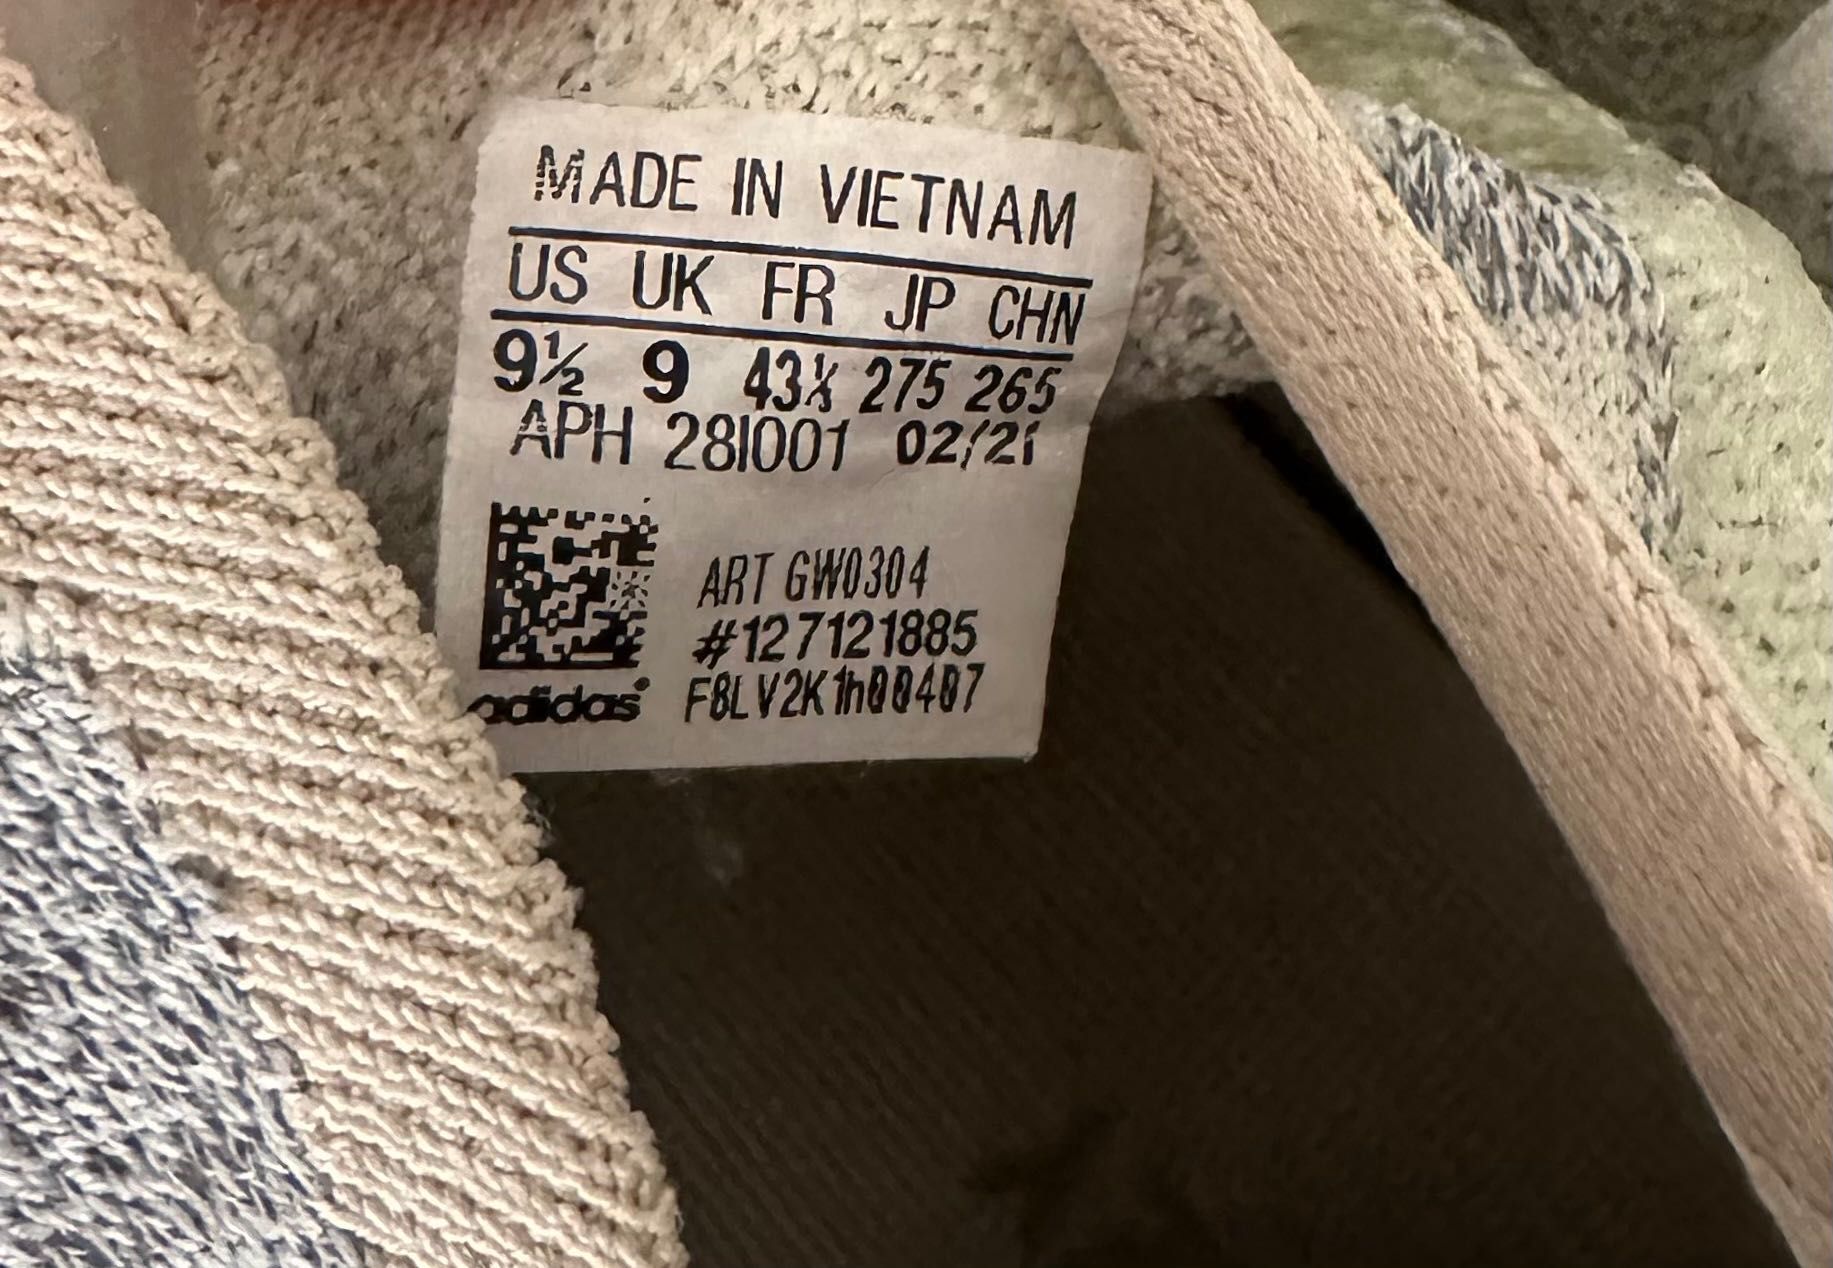 MADE IN VIETNAM
US UK FR JP CHN
9½ 9 43⅓ 275 265
APH 28I001 02/21
ART GW0304
#127121885
adidas® F8LV2K1h00407